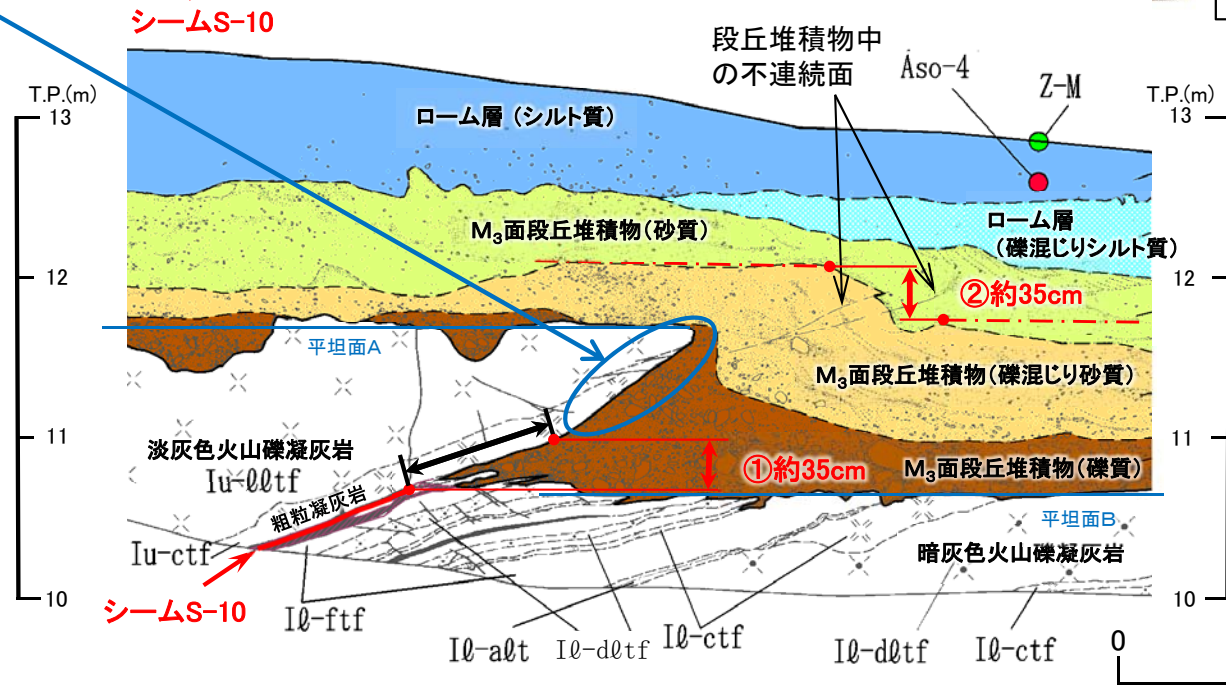 シームS-10
段丘堆積物中
の不連続面
Aso-4
Z-M
T.P.(m)
T.P.(m)
13
13
ローム層（シルト質）
ローム層
（礫混じりシルト質）
M₃面段丘堆積物（砂質）
12
12
②約35cm
平坦面A
M₃面段丘堆積物（礫混じり砂質）
11
11
淡灰色火山礫凝灰岩
Iu-ℓℓtf
①約35cm
M₃面段丘堆積物（礫質）
粗粒凝灰岩
平坦面B
Iu-ctf
暗灰色火山礫凝灰岩
10
10
シームS-10
Iℓ-ftf
Iℓ-aℓt
Iℓ-dℓtf
Iℓ-ctf
Iℓ-dℓtf
Iℓ-ctf
0